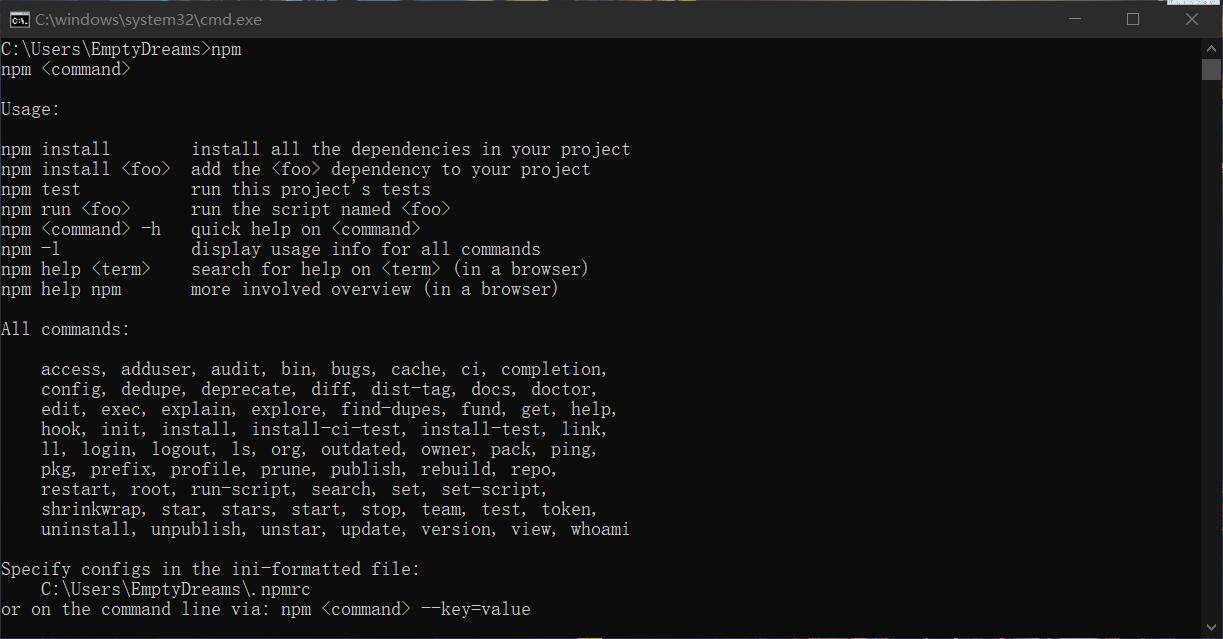 C:\windows\system32\cmd.exe
C:\Users\EmptyDreams>npm
npm <command>
Usage:
npm install        install all the dependencies in your project
npm install <foo>  add the <foo> dependency to your project
npm test           run this project's tests
npm run <foo>      run the script named <foo>
npm <command> -h   quick help on <command>
npm -l             display usage info for all commands
npm help <term>    search for help on <term> (in a browser)
npm help npm       more involved overview (in a browser)
All commands:
access, adduser, audit, bin, bugs, cache, ci, completion,
config, dedupe, deprecate, diff, dist-tag, docs, doctor,
edit, exec, explain, explore, find-dupes, fund, get, help,
hook, init, install, install-ci-test, install-test, link,
ll, login, logout, ls, org, outdated, owner, pack, ping,
pkg, prefix, profile, prune, publish, rebuild, repo,
restart, root, run-script, search, set, set-script,
shrinkwrap, star, stars, start, stop, team, test, token,
uninstall, unpublish, unstar, update, version, view, whoami
Specify configs in the ini-formatted file:
C:\Users\EmptyDreams\.npmrc
or on the command line via: npm <command> --key=value